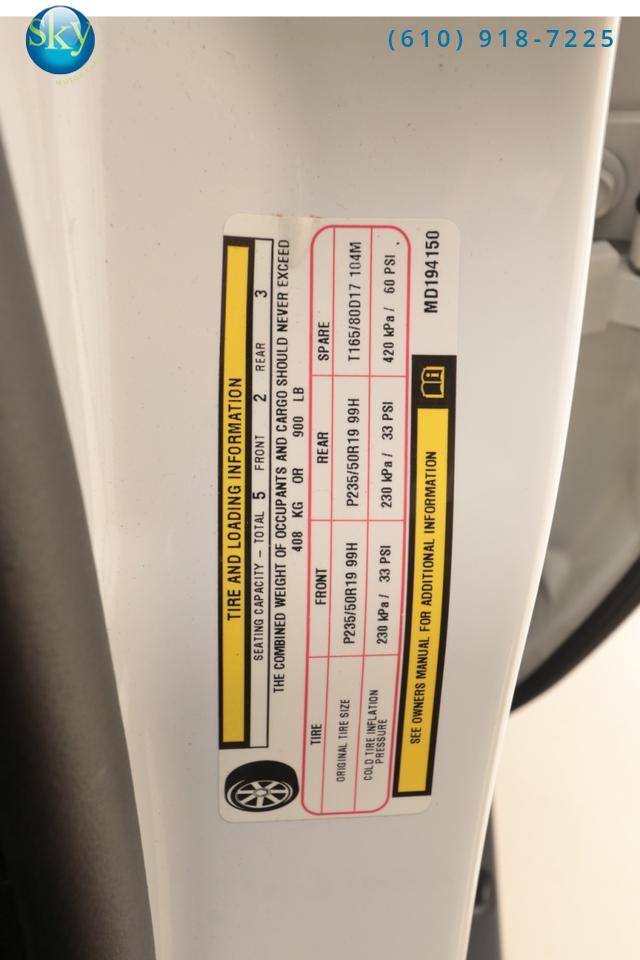 sky
(610) 918-7225
TIRE AND LOADING INFORMATION
SEATING CAPACITY – TOTAL 5 FRONT 2 REAR 3
THE COMBINED WEIGHT OF OCCUPANTS AND CARGO SHOULD NEVER EXCEED
408 KG OR 900 LB
TIRE FRONT REAR SPARE
ORIGINAL TIRE SIZE P235/50R19 99H P235/50R19 99H T165/80D17 104M
COLD TIRE INFLATION PRESSURE 230 kPa / 33 PSI 230 kPa / 33 PSI 420 kPa / 60 PSI
SEE OWNERS MANUAL FOR ADDITIONAL INFORMATION
MD194150